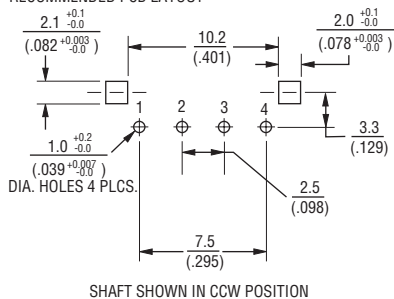 RECOMMENDED PCB LAYOUT
2.1 +0.1 -0.0
(.082 +0.003 -0.0)
10.2
(.401)
2.0 +0.1 -0.0
(.078 +0.003 -0.0)
1 2 3 4
3.3
(.129)
1.0 +0.2 -0.0
(.039 +0.007 -0.0)
DIA. HOLES 4 PLCS.
2.5
(.098)
7.5
(.295)
SHAFT SHOWN IN CCW POSITION